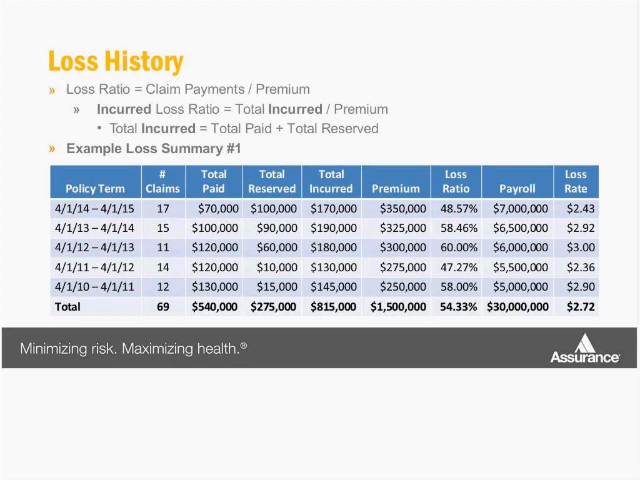 Loss History
» Loss Ratio = Claim Payments / Premium
» Incurred Loss Ratio = Total Incurred / Premium
• Total Incurred = Total Paid + Total Reserved
» Example Loss Summary #1
Policy Term # Claims Total Paid Total Reserved Total Incurred Premium Loss Ratio Payroll Loss Rate
4/1/14 – 4/1/15 17 $70,000 $100,000 $170,000 $350,000 48.57% $7,000,000 $2.43
4/1/13 – 4/1/14 15 $100,000 $90,000 $190,000 $325,000 58.46% $6,500,000 $2.92
4/1/12 – 4/1/13 11 $120,000 $60,000 $180,000 $300,000 60.00% $6,000,000 $3.00
4/1/11 – 4/1/12 14 $120,000 $10,000 $130,000 $275,000 47.27% $5,500,000 $2.36
4/1/10 – 4/1/11 12 $130,000 $15,000 $145,000 $250,000 58.00% $5,000,000 $2.90
Total 69 $540,000 $275,000 $815,000 $1,500,000 54.33% $30,000,000 $2.72
Minimizing risk. Maximizing health.®
Assurance